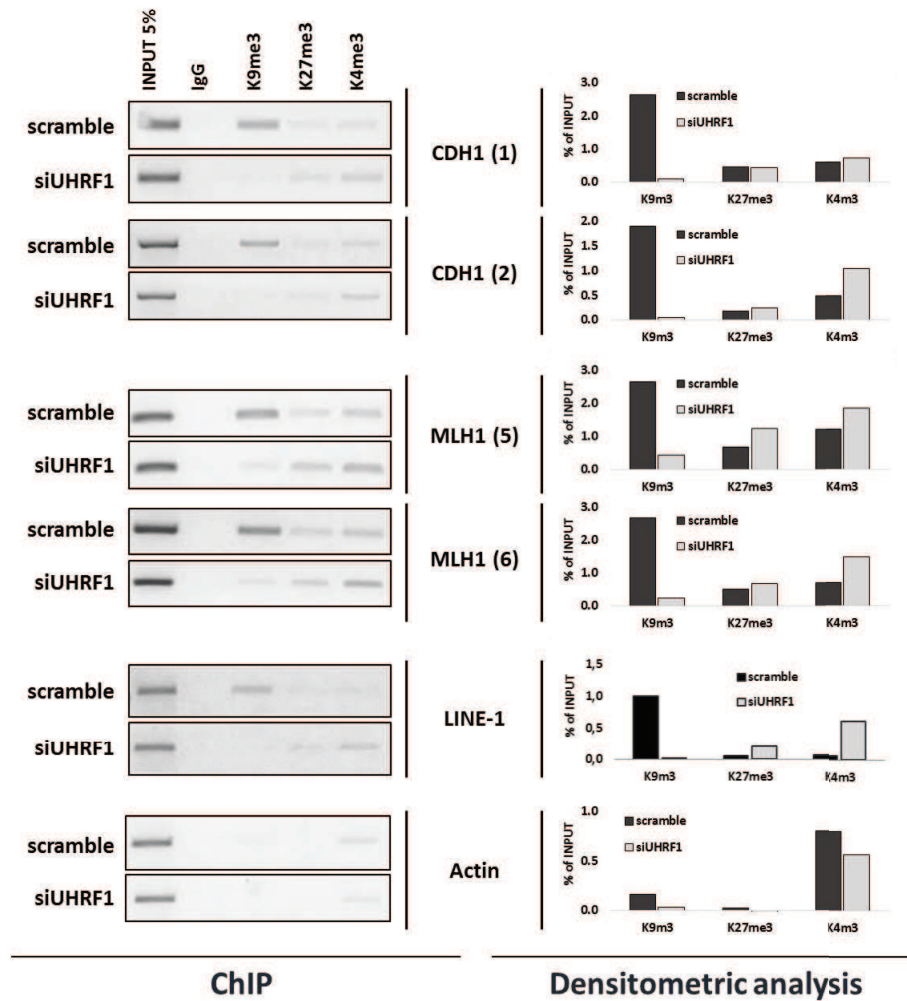 INPUT 5%
IgG
K9me3
K27me3
K4me3
scramble
siUHRF1
CDH1 (1)
% of INPUT
3.0
2.0
1.0
0.0
scramble
siUHRF1
K9m3
K27me3
K4m3
scramble
siUHRF1
CDH1 (2)
% of INPUT
2.0
1.5
1.0
0.5
0.0
scramble
siUHRF1
K9m3
K27me3
K4m3
scramble
siUHRF1
MLH1 (5)
% of INPUT
3.0
2.0
1.0
0.0
scramble
siUHRF1
K9m3
K27me3
K4m3
scramble
siUHRF1
MLH1 (6)
% of INPUT
3.0
2.0
1.0
0.0
scramble
siUHRF1
K9m3
K27me3
K4m3
scramble
siUHRF1
LINE-1
% of INPUT
1,5
1,0
0,5
0,0
scramble
siUHRF1
K9m3
K27me3
K4m3
scramble
siUHRF1
Actin
% of INPUT
1.0
0.5
0.0
scramble
siUHRF1
K9m3
K27me3
K4m3
ChIP
Densitometric analysis